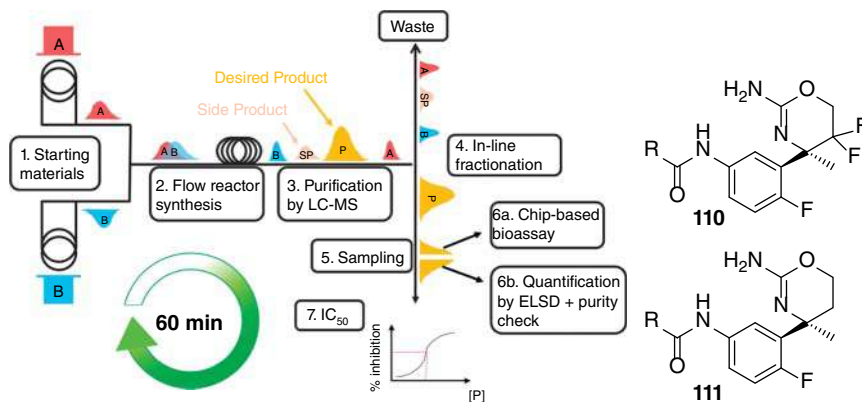 Waste
A
Desired Product
Side Product
A
A
SP
B
A
B
B
SP
P
A
1. Starting
materials
2. Flow reactor
synthesis
3. Purification
by LC-MS
4. In-line
fractionation
P
B
B
5. Sampling
6a. Chip-based
bioassay
6b. Quantification
by ELSD + purity
check
60 min
7. IC50
% inhibition
[P]
H2N
O
N
F
F
H
N
R
O
F
110
H2N
O
N
H
N
R
O
F
111